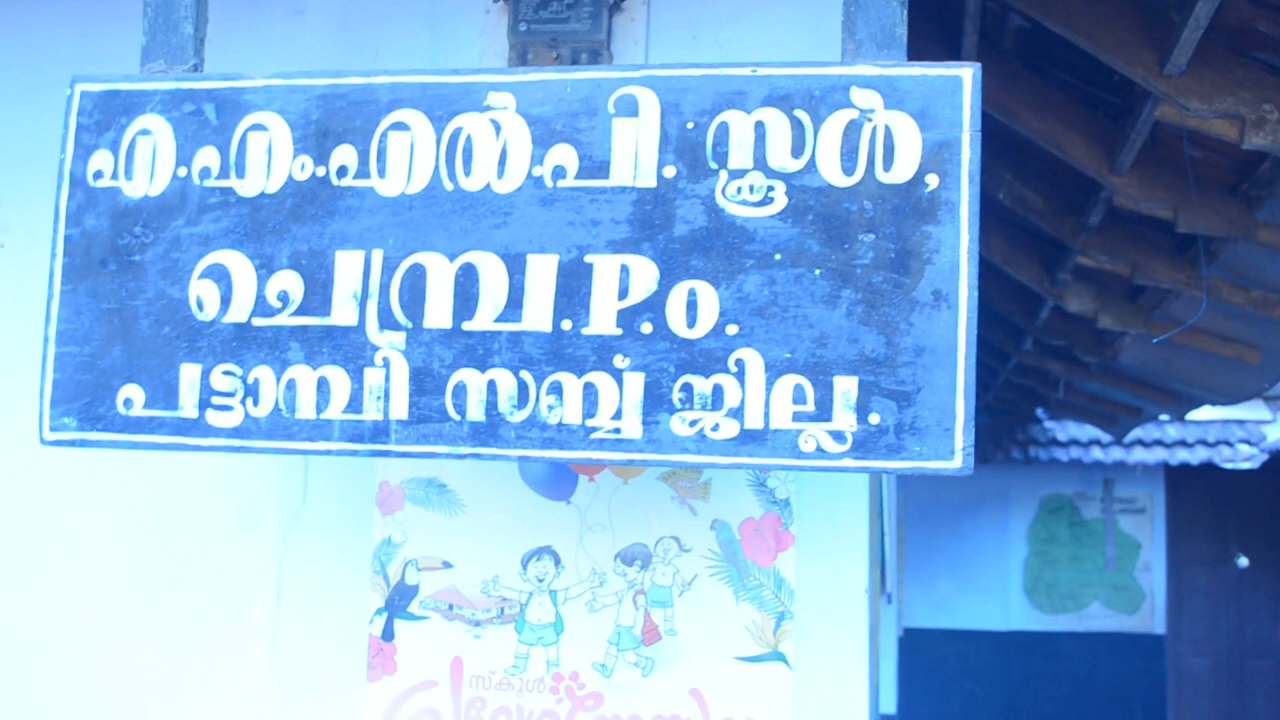 എ.എം.എൽ.പി. സ്കൂൾ,
ചെമ്പ്ര.P.o.
പട്ടാമ്പി സബ്ബ് ജില്ല.
സ്കൂൾ